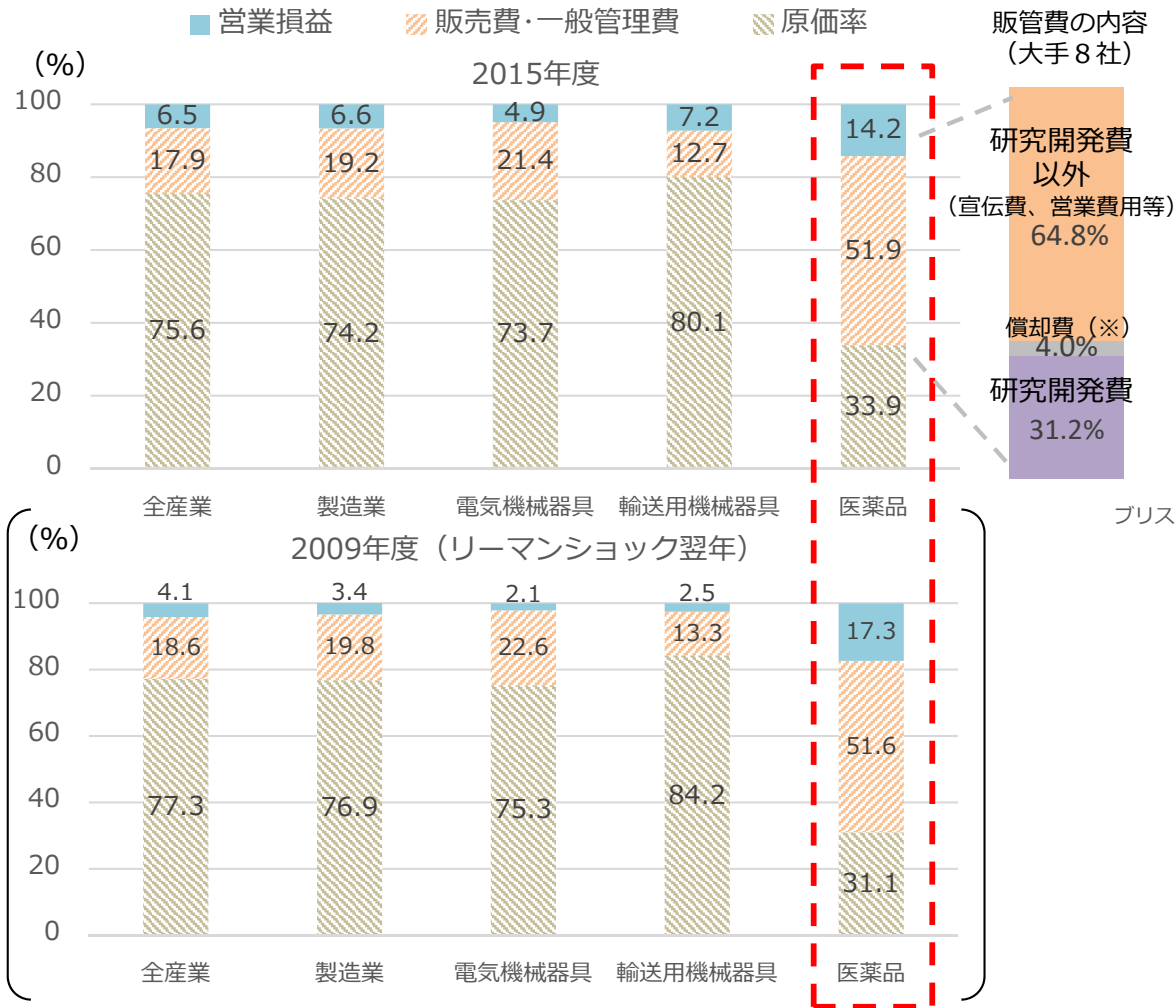 営業損益 販売費・一般管理費 原価率
販管費の内容
（大手８社）
（%）
2015年度
100
80
60
40
20
0
6.5 6.6 4.9 7.2 14.2
17.9 19.2 21.4 12.7 51.9
75.6 74.2 73.7 80.1 33.9
全産業 製造業 電気機械器具 輸送用機械器具 医薬品
研究開発費
以外
（宣伝費、営業費用等）
64.8%
償却費（※）
4.0%
研究開発費
31.2%
ブリス
（%）
2009年度（リーマンショック翌年）
100
80
60
40
20
0
4.1 3.4 2.1 2.5 17.3
18.6 19.8 22.6 13.3 51.6
77.3 76.9 75.3 84.2 31.1
全産業 製造業 電気機械器具 輸送用機械器具 医薬品